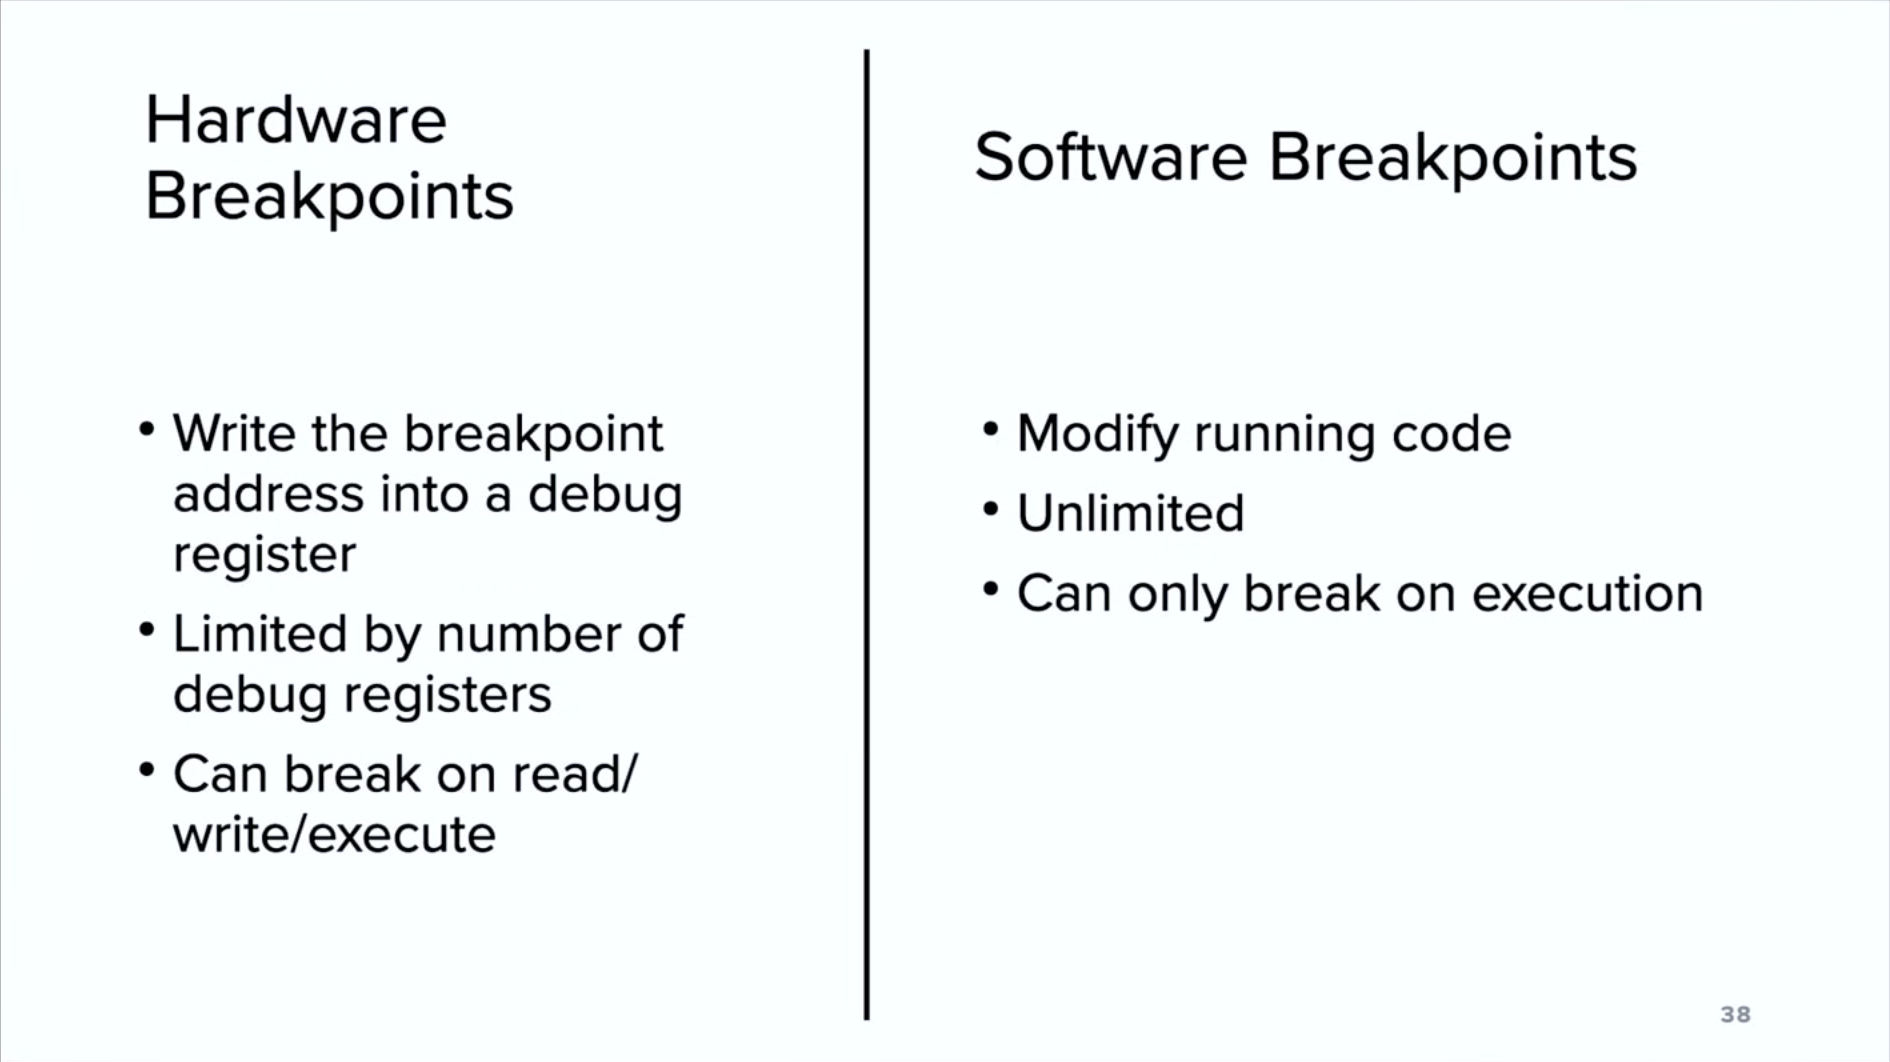 Hardware
Breakpoints
• Write the breakpoint
address into a debug
register
• Limited by number of
debug registers
• Can break on read/
write/execute
Software Breakpoints
• Modify running code
• Unlimited
• Can only break on execution
38